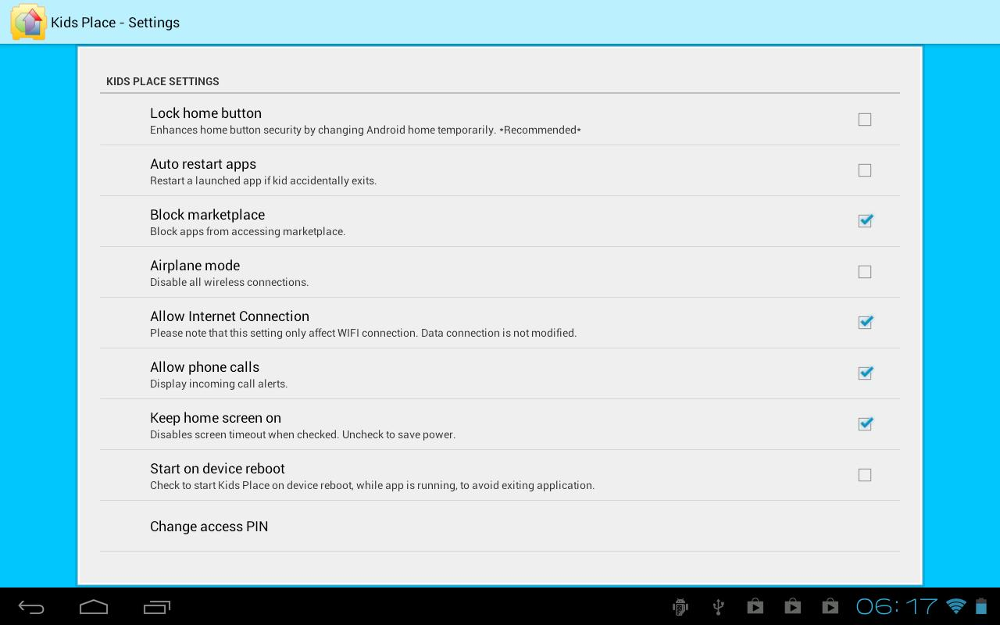 Kids Place - Settings
KIDS PLACE SETTINGS
Lock home button
Enhances home button security by changing Android home temporarily. *Recommended*
Auto restart apps
Restart a launched app if kid accidentally exits.
Block marketplace
Block apps from accessing marketplace.
Airplane mode
Disable all wireless connections.
Allow Internet Connection
Please note that this setting only affect WIFI connection. Data connection is not modified.
Allow phone calls
Display incoming call alerts.
Keep home screen on
Disables screen timeout when checked. Uncheck to save power.
Start on device reboot
Check to start Kids Place on device reboot, while app is running, to avoid exiting application.
Change access PIN
06:17